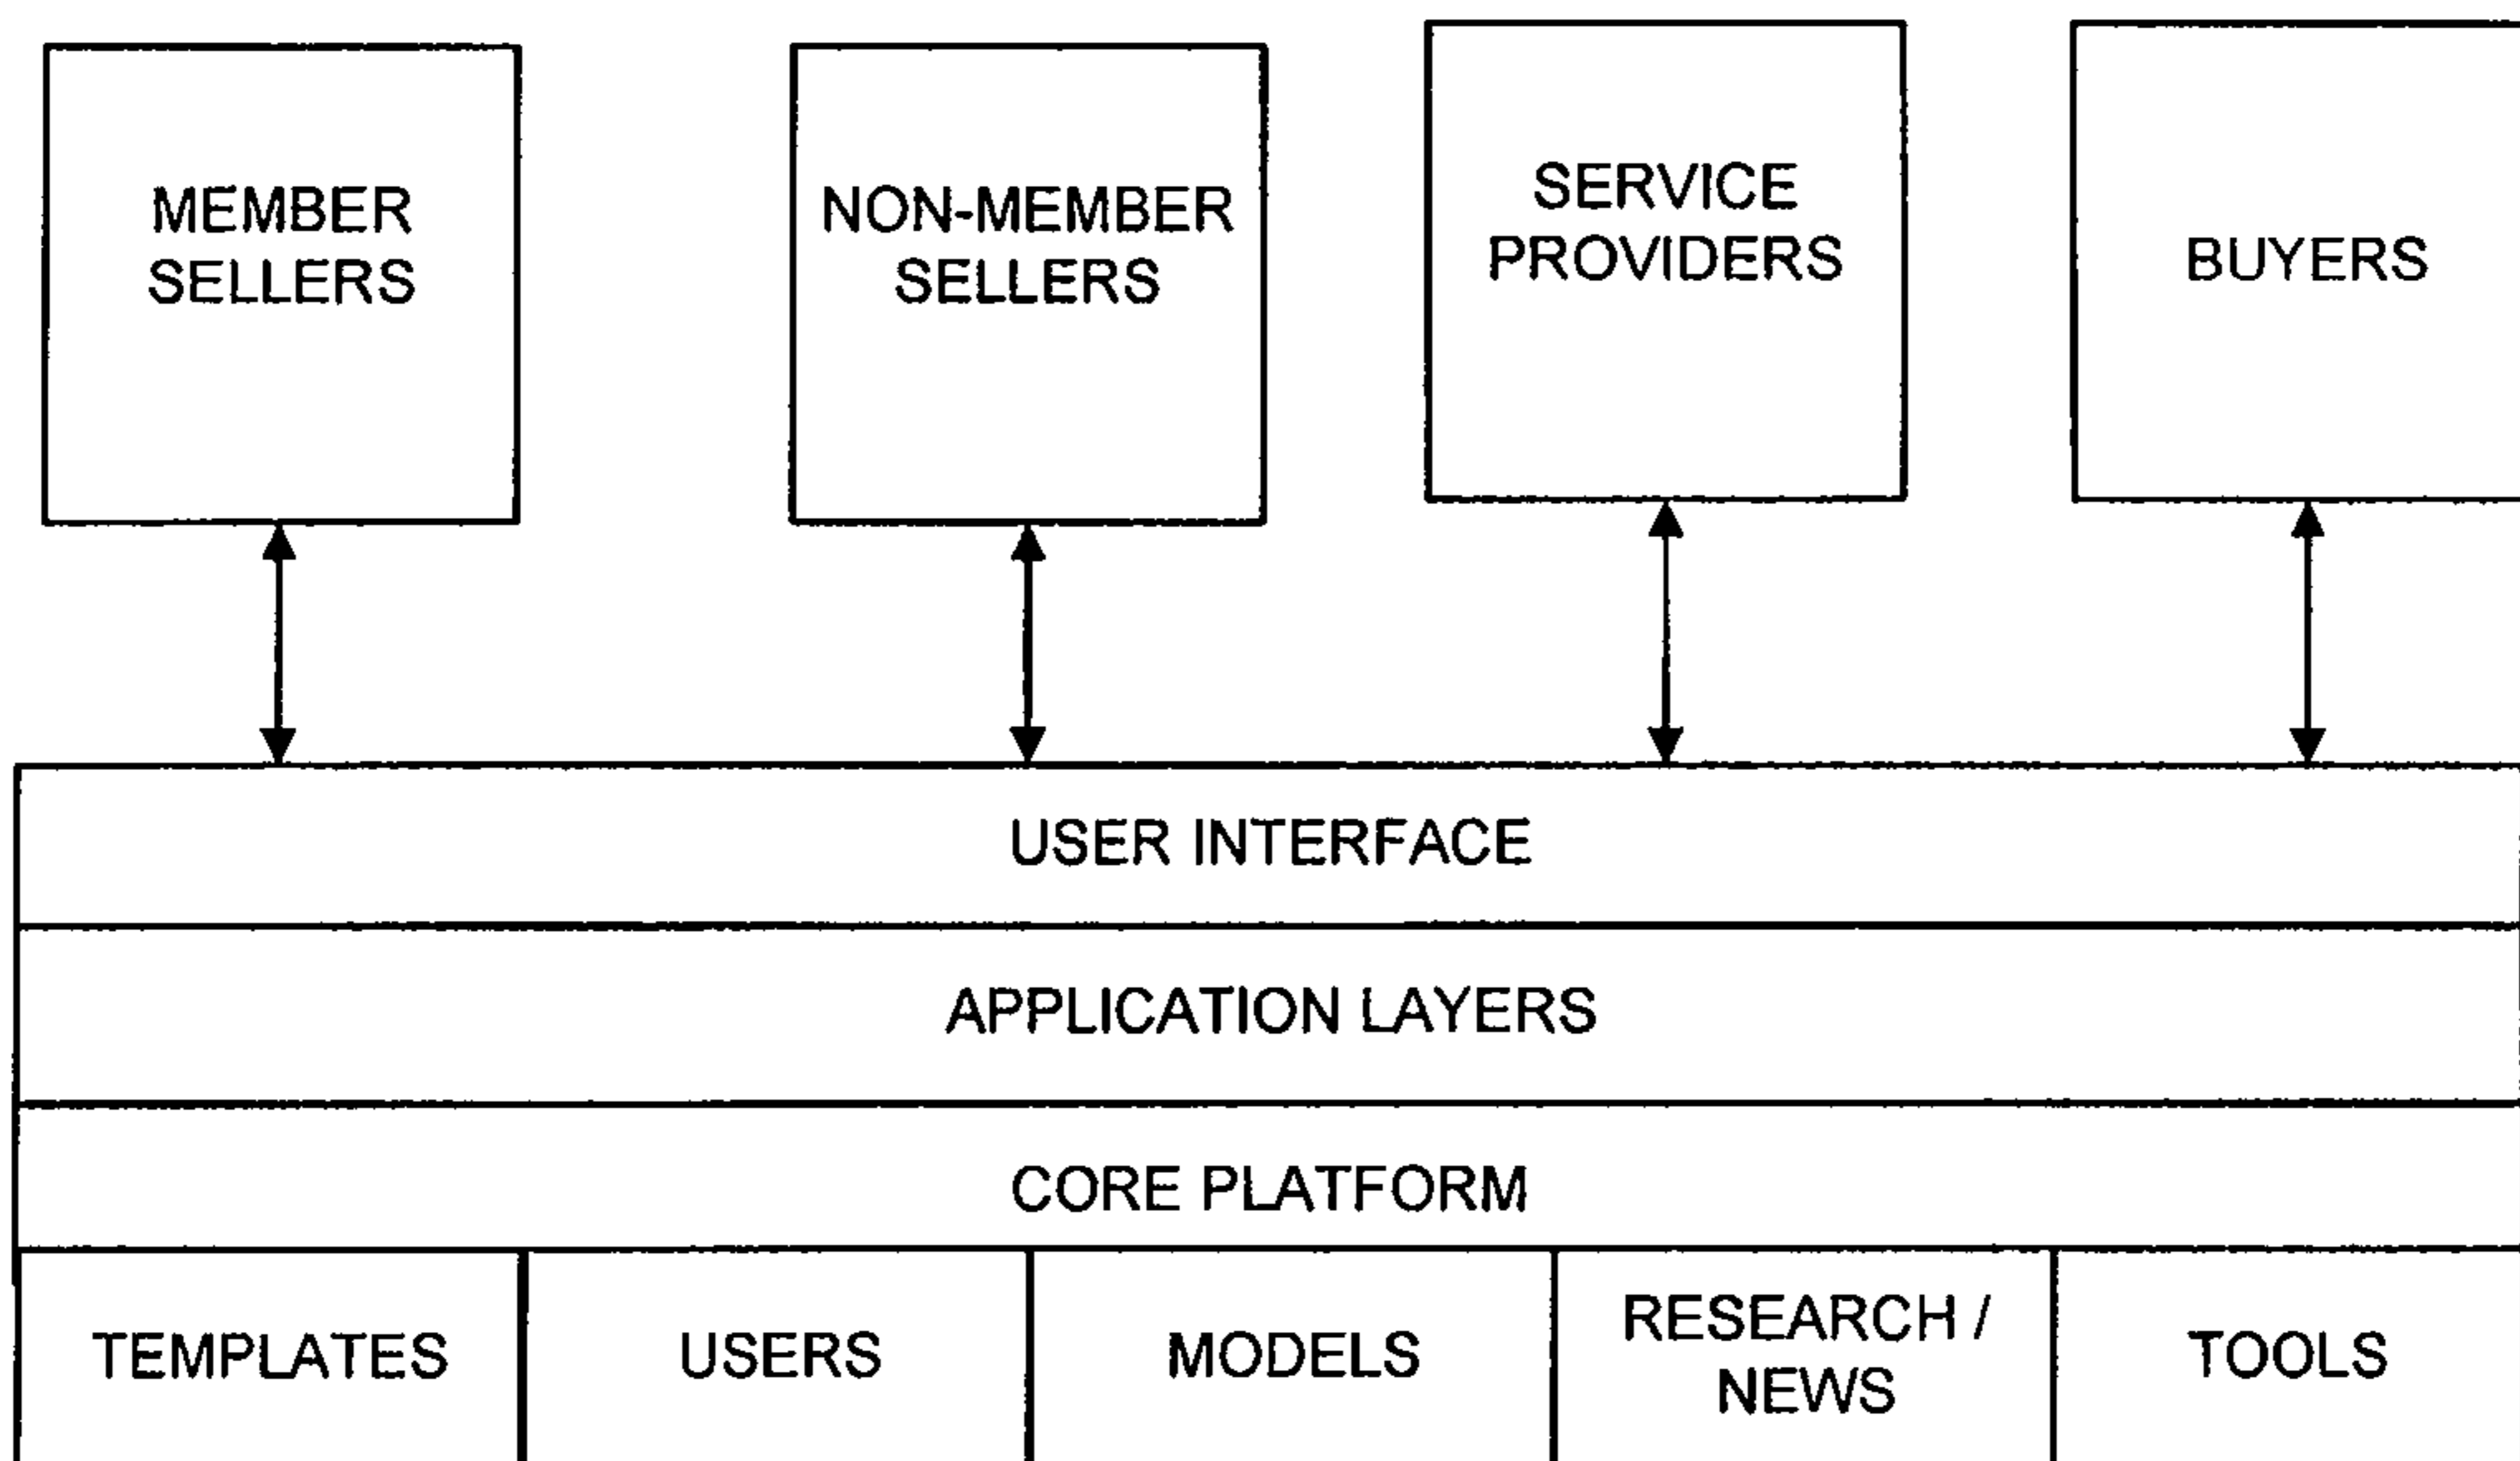 MEMBER
SELLERS
NON-MEMBER
SELLERS
SERVICE
PROVIDERS
BUYERS
USER INTERFACE
APPLICATION LAYERS
CORE PLATFORM
TEMPLATES
USERS
MODELS
RESEARCH /
NEWS
TOOLS